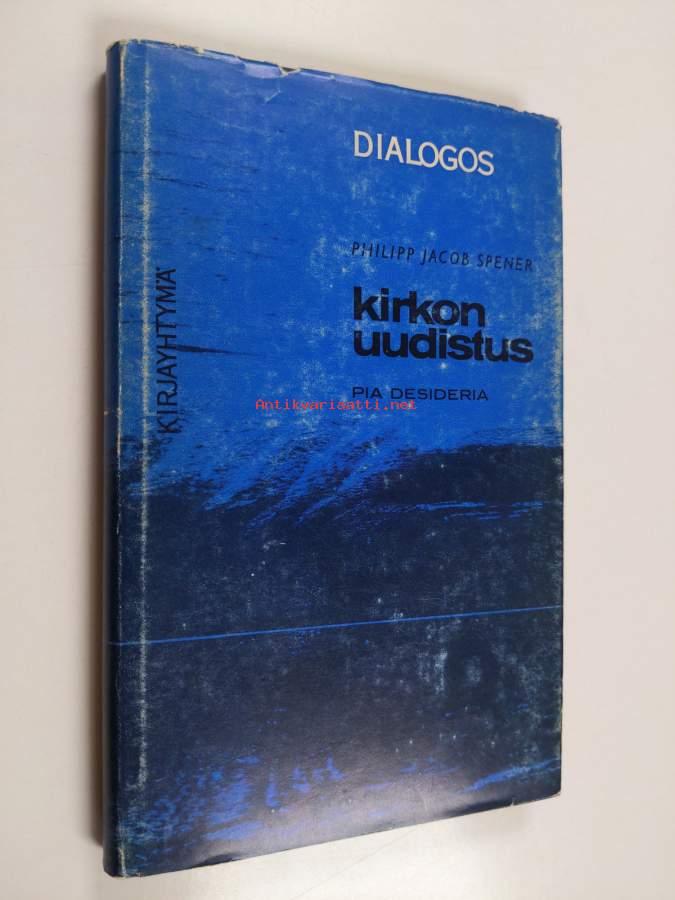 DIALOGOS
PHILIPP JACOB SPENER
kirkon
uudistus
PIA DESIDERIA
Antikvariaatti.net
KIRJAYHTYMÄ